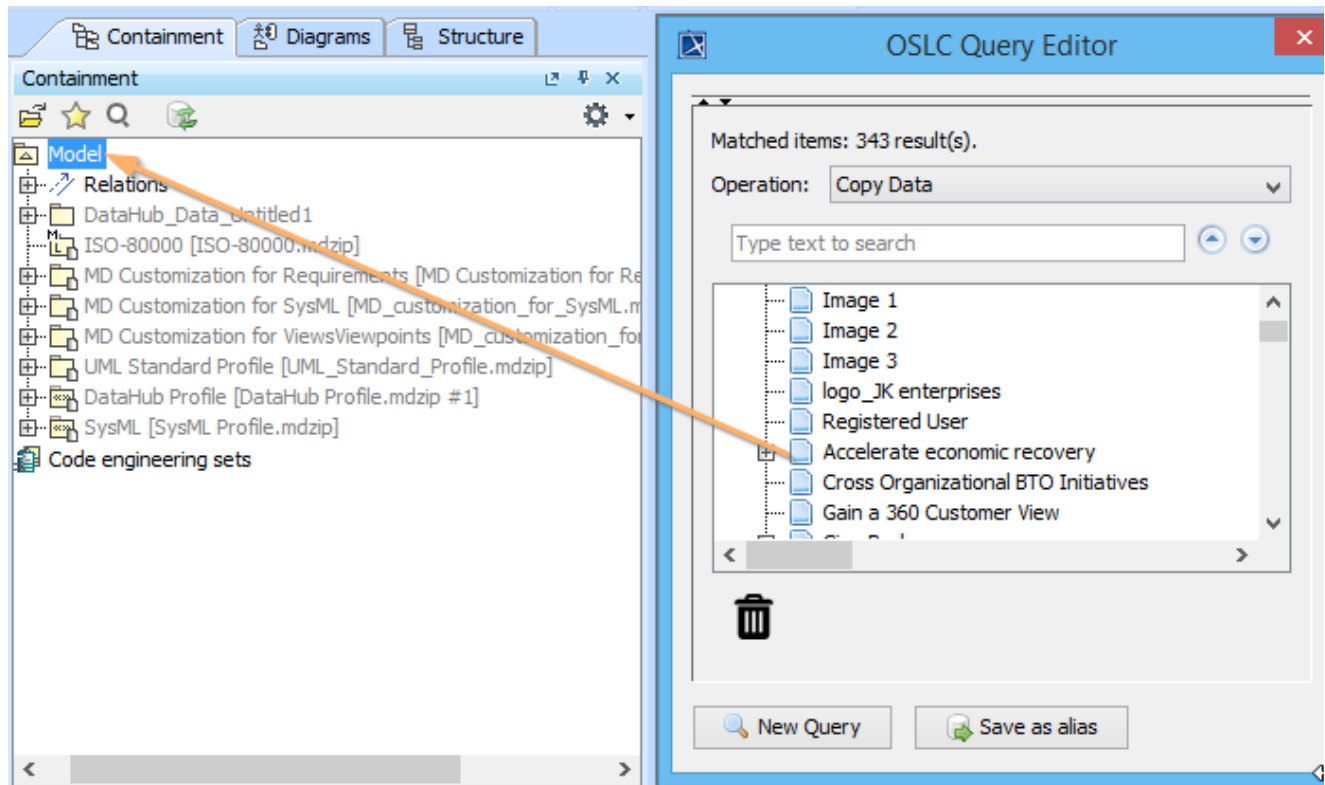 Containment Diagrams Structure
Containment
Model
Relations
DataHub_Data_Untitled1
ISO-80000 [ISO-80000.mdzip]
MD Customization for Requirements [MD Customization for Re
MD Customization for SysML [MD_customization_for_SysML.m
MD Customization for ViewsViewpoints [MD_customization_fo
UML Standard Profile [UML_Standard_Profile.mdzip]
DataHub Profile [DataHub Profile.mdzip #1]
SysML [SysML Profile.mdzip]
Code engineering sets
OSLC Query Editor
Matched items: 343 result(s).
Operation: Copy Data
Type text to search
Image 1
Image 2
Image 3
logo_JK enterprises
Registered User
Accelerate economic recovery
Cross Organizational BTO Initiatives
Gain a 360 Customer View
New Query Save as alias